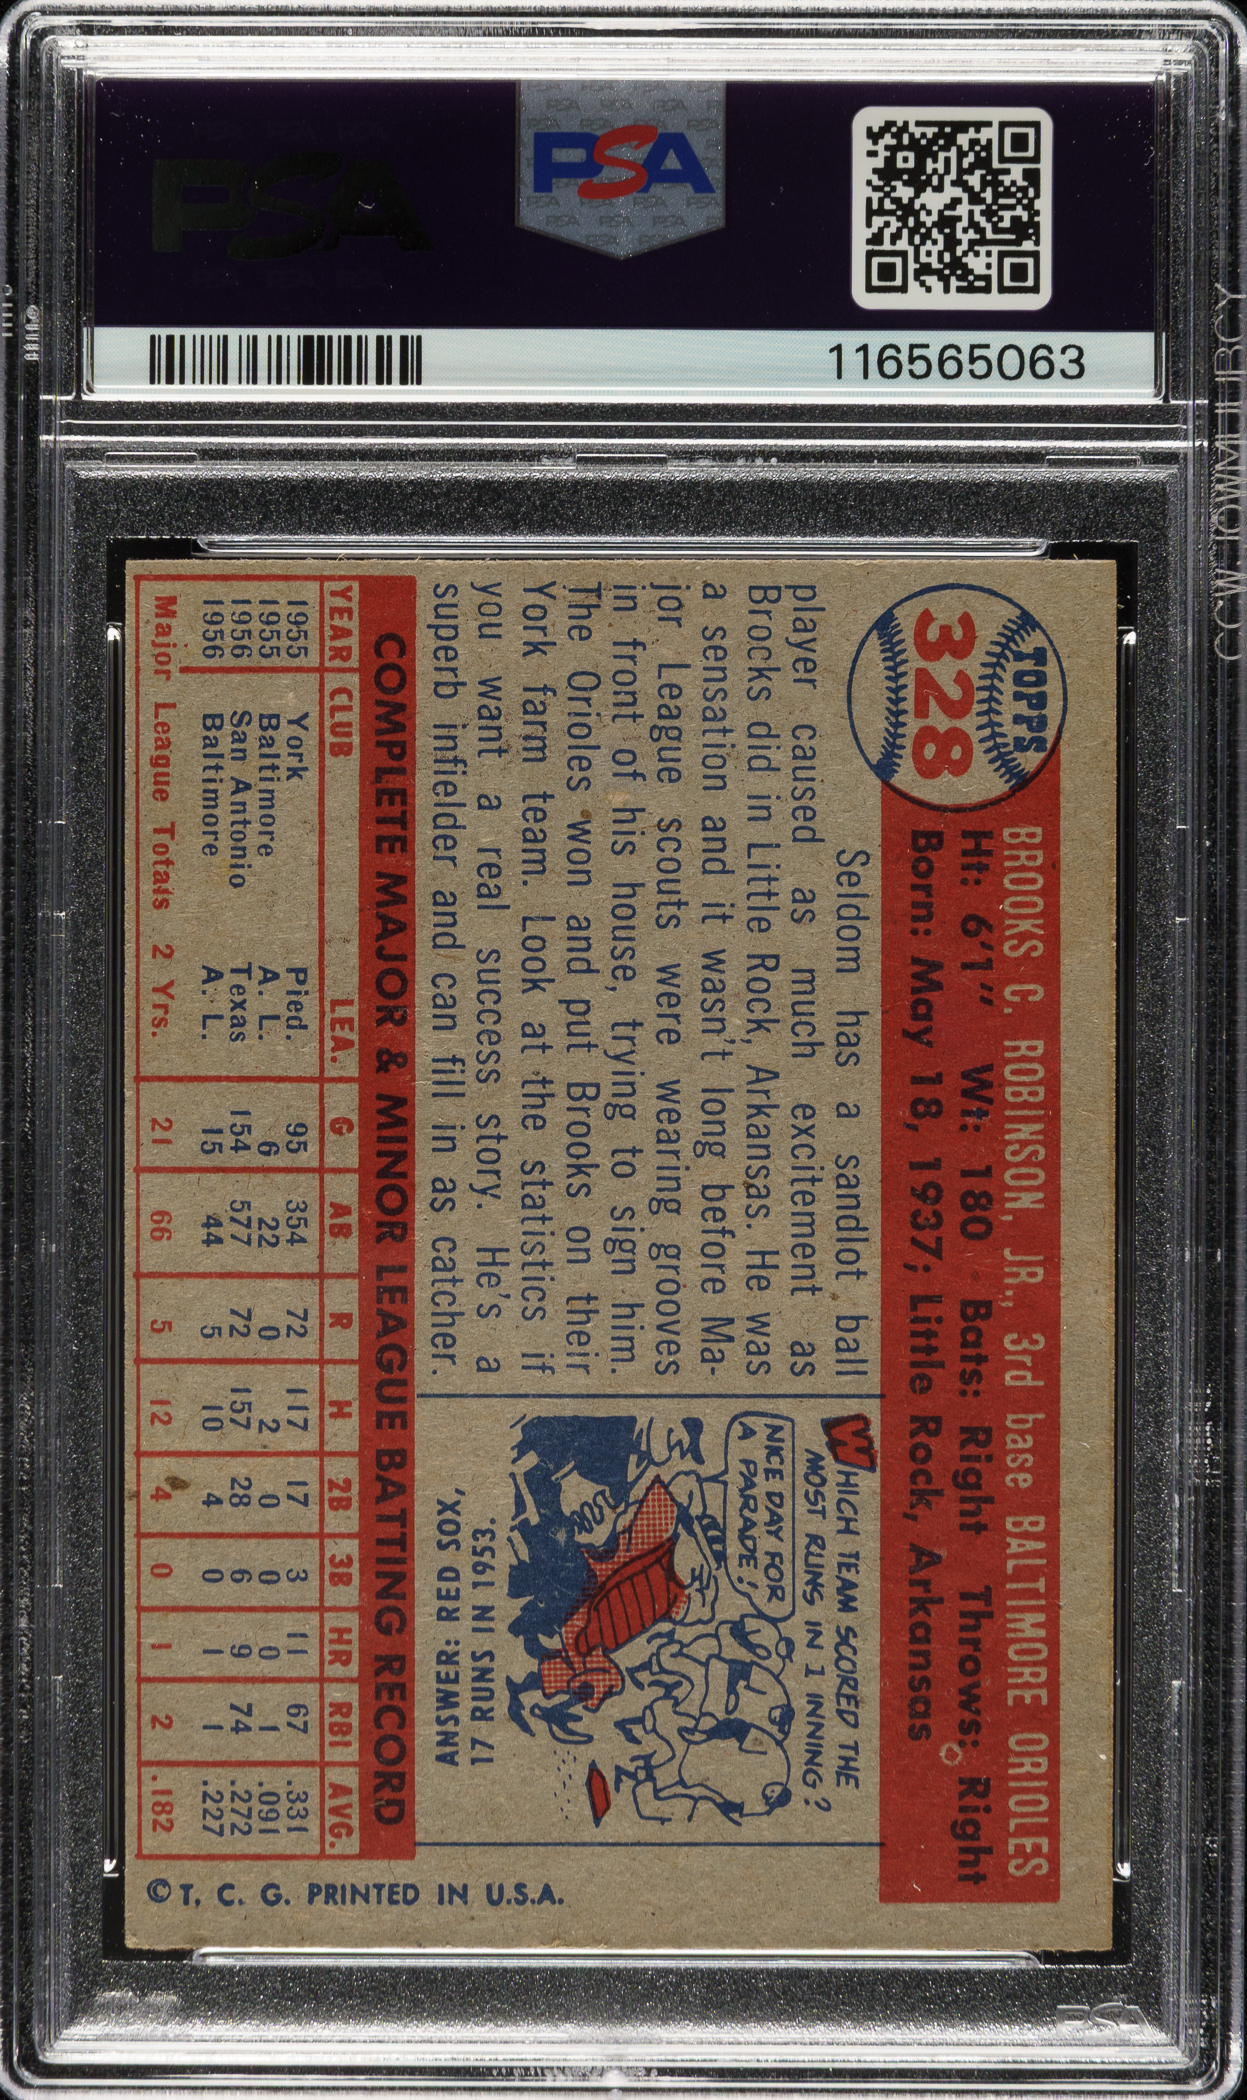 PSA
PSA
116565063
TOPPS
328
BROOKS C. ROBINSON, JR., 3rd base BALTIMORE ORIOLES
Ht: 6'1" Wt: 180 Bats: Right Throws: Right
Born: May 18, 1937; Little Rock, Arkansas
Seldom has a sandlot ball
player caused as much excitement as
Brocks did in Little Rock, Arkansas. He was
a sensation and it wasn't long before Ma-
jor League scouts were wearing grooves
in front of his house, trying to sign him.
The Orioles won and put Brooks on their
York farm team. Look at the statistics if
you want a real success story. He's a
superb infielder and can fill in as catcher.
WHICH TEAM SCORED THE
MOST RUNS IN 1 INNING?
NICE DAY FOR
A PARADE!
ANSWER: RED SOX,
17 RUNS IN 1953.
COMPLETE MAJOR & MINOR LEAGUE BATTING RECORD
YEAR CLUB LEA. G AB R H 2B 3B HR RBI AVG.
1955 York Pied. 95 354 72 117 17 3 11 67 .331
1955 Baltimore A. L. 6 22 0 2 0 0 0 1 .091
1956 San Antonio Texas 154 577 72 157 28 6 9 74 .272
1956 Baltimore A. L. 15 44 5 10 4 0 1 1 .227
Major League Totals 2 Yrs. 21 66 5 12 4 0 1 2 .182
© T. C. G. PRINTED IN U.S.A.
PSA